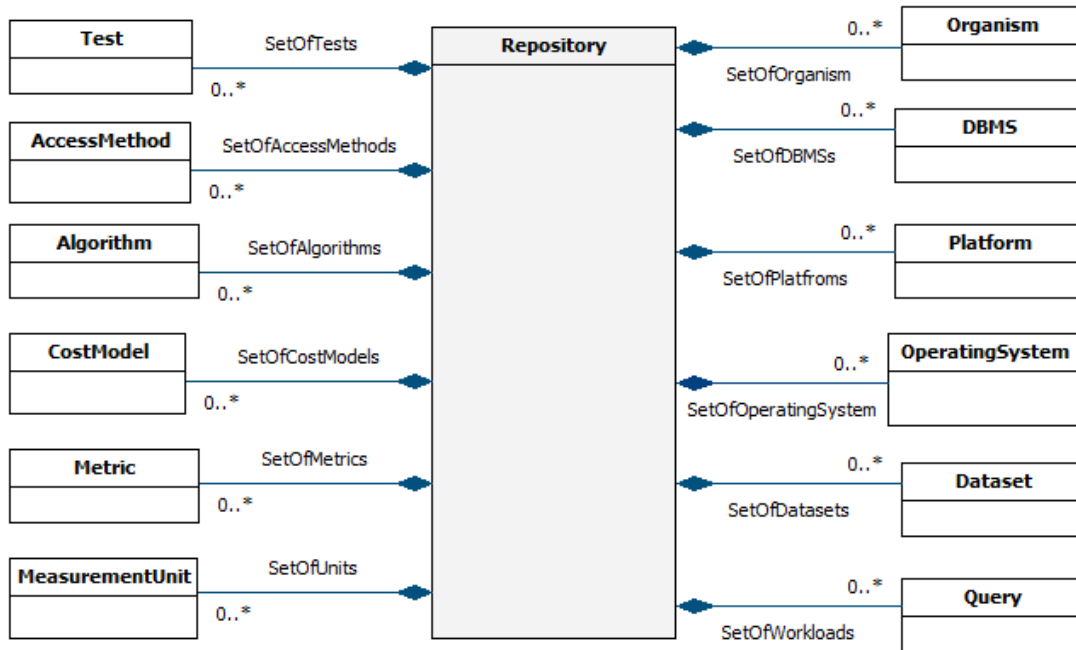 Test
SetOfTests
0..*
AccessMethod
SetOfAccessMethods
0..*
Algorithm
SetOfAlgorithms
0..*
CostModel
SetOfCostModels
0..*
Metric
SetOfMetrics
0..*
MeasurementUnit
SetOfUnits
0..*
Repository
0..*
Organism
SetOfOrganism
0..*
DBMS
SetOfDBMSs
0..*
Platform
SetOfPlatfroms
0..*
OperatingSystem
SetOfOperatingSystem
0..*
Dataset
SetOfDatasets
0..*
Query
SetOfWorkloads